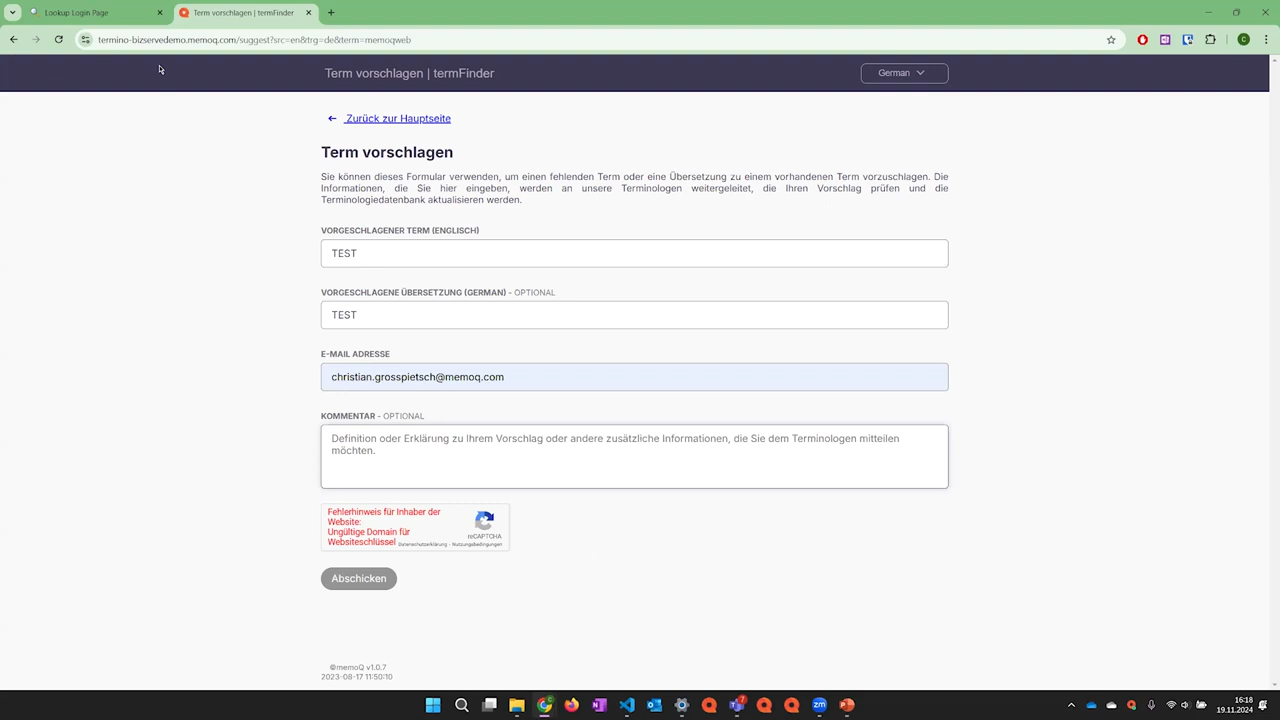 Lookup Login Page
Term vorschlagen | termFinder
termino-bizservedemo.memoq.com/suggest?src=en&trg=de&term=memoqweb
C
Term vorschlagen | termFinder
German
Zurück zur Hauptseite
Term vorschlagen
Sie können dieses Formular verwenden, um einen fehlenden Term oder eine Übersetzung zu einem vorhandenen Term vorzuschlagen. Die
Informationen, die Sie hier eingeben, werden an unsere Terminologen weitergeleitet, die Ihren Vorschlag prüfen und die
Terminologiedatenbank aktualisieren werden.
VORGESCHLAGENER TERM (ENGLISCH)
TEST
VORGESCHLAGENE ÜBERSETZUNG (GERMAN) - OPTIONAL
TEST
E-MAIL ADRESSE
christian.grosspietsch@memoq.com
KOMMENTAR - OPTIONAL
Definition oder Erklärung zu Ihrem Vorschlag oder andere zusätzliche Informationen, die Sie dem Terminologen mitteilen
möchten.
Fehlerhinweis für Inhaber der
Website:
Ungültige Domain für
Websiteschlüssel
reCAPTCHA
Datenschutzerklärung - Nutzungsbedingungen
Abschicken
©memoQ v1.0.7
2023-08-17 11:50:10
16:18
19.11.2024